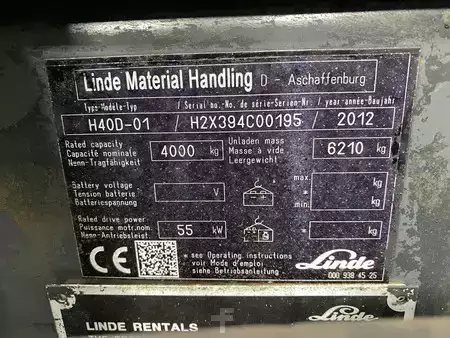 Linde Material Handling D - Aschaffenburg
Type-Modèle-Typ / Serial no.-No. de série-Serien-Nr / year-année-Baujahr
H40D-01 / H2X394C00195 / 2012
Rated capacity
Capacité nominale 4000 kg
Nenn-Tragfähigkeit
Unladen mass
Masse à vide 6210 kg
Leergewicht
Battery voltage
Tension batterie V
Batteriespannung
max kg
*
min kg
Rated drive power
Puissance motr.nom. 55 kW
Nenn-Antriebsleist.
kg
CE
* see Operating instructions
voir Mode d'emploi
siehe Betriebsanleitung
Linde
000 938 45 25
LINDE RENTALS
Linde